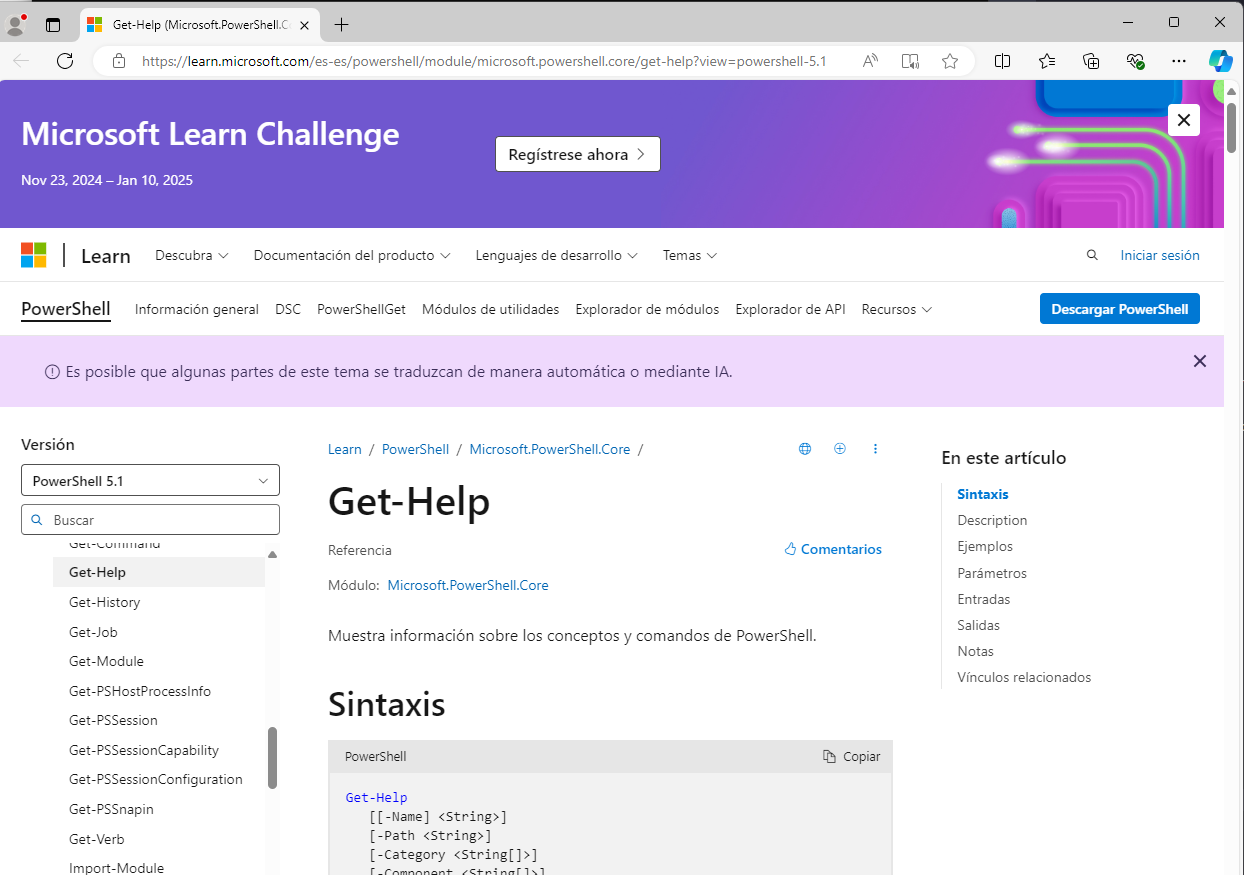 Get-Help (Microsoft.PowerShell.C
https://learn.microsoft.com/es-es/powershell/module/microsoft.powershell.core/get-help?view=powershell-5.1
Microsoft Learn Challenge
Nov 23, 2024 – Jan 10, 2025
Regístrese ahora
Learn
Descubra
Documentación del producto
Lenguajes de desarrollo
Temas
Iniciar sesión
PowerShell
Información general
DSC
PowerShellGet
Módulos de utilidades
Explorador de módulos
Explorador de API
Recursos
Descargar PowerShell
Es posible que algunas partes de este tema se traduzcan de manera automática o mediante IA.
Versión
PowerShell 5.1
Buscar
Get-Command
Get-Help
Get-History
Get-Job
Get-Module
Get-PSHostProcessInfo
Get-PSSession
Get-PSSessionCapability
Get-PSSessionConfiguration
Get-PSSnapin
Get-Verb
Import-Module
Learn / PowerShell / Microsoft.PowerShell.Core /
Get-Help
Referencia
Comentarios
Módulo: Microsoft.PowerShell.Core
Muestra información sobre los conceptos y comandos de PowerShell.
Sintaxis
PowerShell
Copiar
Get-Help
[[-Name] <String>]
[-Path <String>]
[-Category <String[]>]
[-Component <String[]>]
En este artículo
Sintaxis
Description
Ejemplos
Parámetros
Entradas
Salidas
Notas
Vínculos relacionados